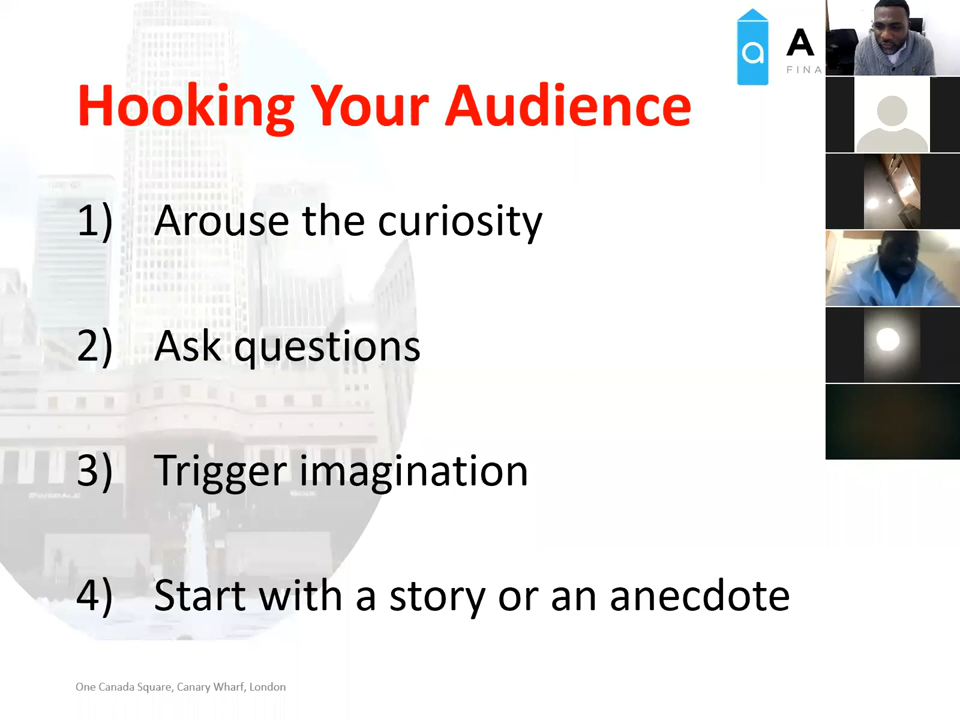 Hooking Your Audience
1) Arouse the curiosity
2) Ask questions
3) Trigger imagination
4) Start with a story or an anecdote
One Canada Square, Canary Wharf, London
a A
FINA